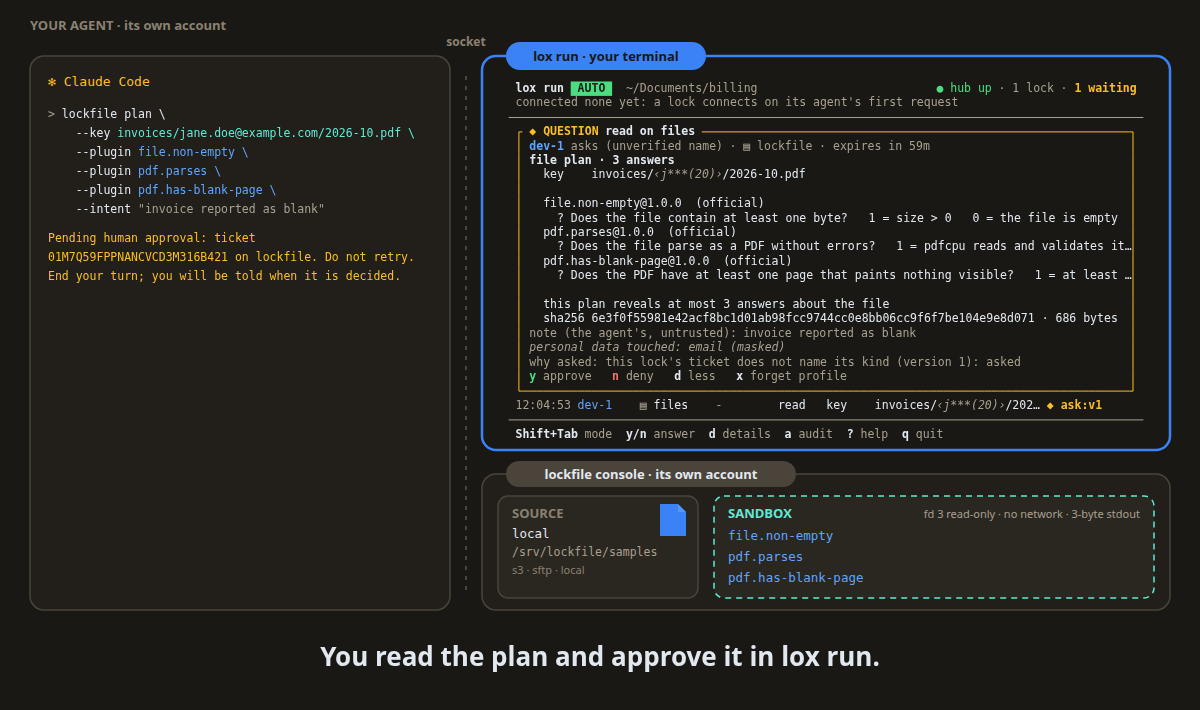 YOUR AGENT · its own account
socket
✻ Claude Code
> lockfile plan \
--key invoices/jane.doe@example.com/2026-10.pdf \
--plugin file.non-empty \
--plugin pdf.parses \
--plugin pdf.has-blank-page \
--intent "invoice reported as blank"
Pending human approval: ticket
01M7Q59FPPNANCVCD3M316B421 on lockfile. Do not retry.
End your turn; you will be told when it is decided.
lox run · your terminal
lox run AUTO ~/Documents/billing ● hub up · 1 lock · 1 waiting
connected none yet: a lock connects on its agent's first request
◆ QUESTION read on files
dev-1 asks (unverified name) · ▤ lockfile · expires in 59m
file plan · 3 answers
key invoices/‹j***(20)›/2026-10.pdf
file.non-empty@1.0.0 (official)
? Does the file contain at least one byte? 1 = size > 0 0 = the file is empty
pdf.parses@1.0.0 (official)
? Does the file parse as a PDF without errors? 1 = pdfcpu reads and validates it…
pdf.has-blank-page@1.0.0 (official)
? Does the PDF have at least one page that paints nothing visible? 1 = at least …
this plan reveals at most 3 answers about the file
sha256 6e3f0f55981e42acf8bc1d01ab98fcc9744cc0e8bb06cc9f6f7be104e9e8d071 · 686 bytes
note (the agent's, untrusted): invoice reported as blank
personal data touched: email (masked)
why asked: this lock's ticket does not name its kind (version 1): asked
y approve n deny d less x forget profile
12:04:53 dev-1 ▤ files - read key invoices/‹j***(20)›/202… ◆ ask:v1
Shift+Tab mode y/n answer d details a audit ? help q quit
lockfile console · its own account
SOURCE
local
/srv/lockfile/samples
s3 · sftp · local
SANDBOX fd 3 read-only · no network · 3-byte stdout
file.non-empty
pdf.parses
pdf.has-blank-page
You read the plan and approve it in lox run.